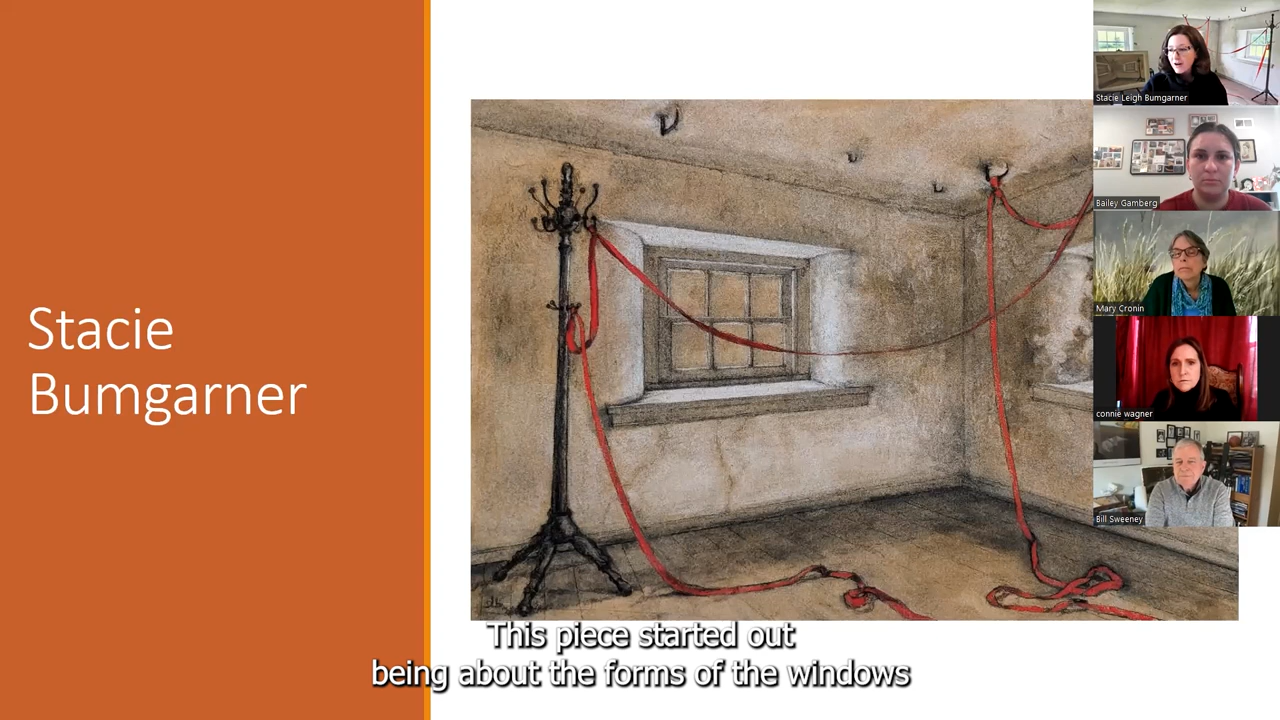 Stacie
Bumgarner
This piece started out
being about the forms of the windows
Stacie Leigh Bumgarner
Bailey Gamberg
Mary Cronin
connie wagner
Bill Sweeney